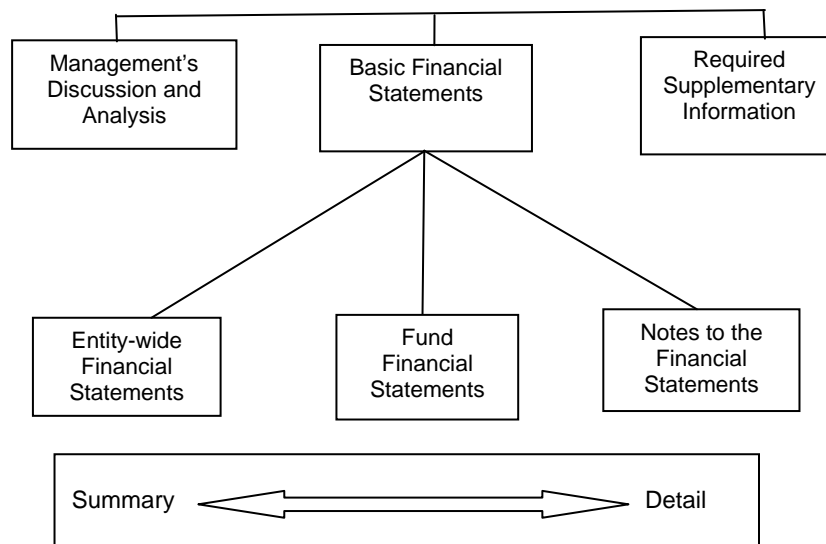 Management’s
Discussion and
Analysis
Basic Financial
Statements
Required
Supplementary
Information
Entity-wide
Financial
Statements
Fund
Financial
Statements
Notes to the
Financial
Statements
Summary
Detail